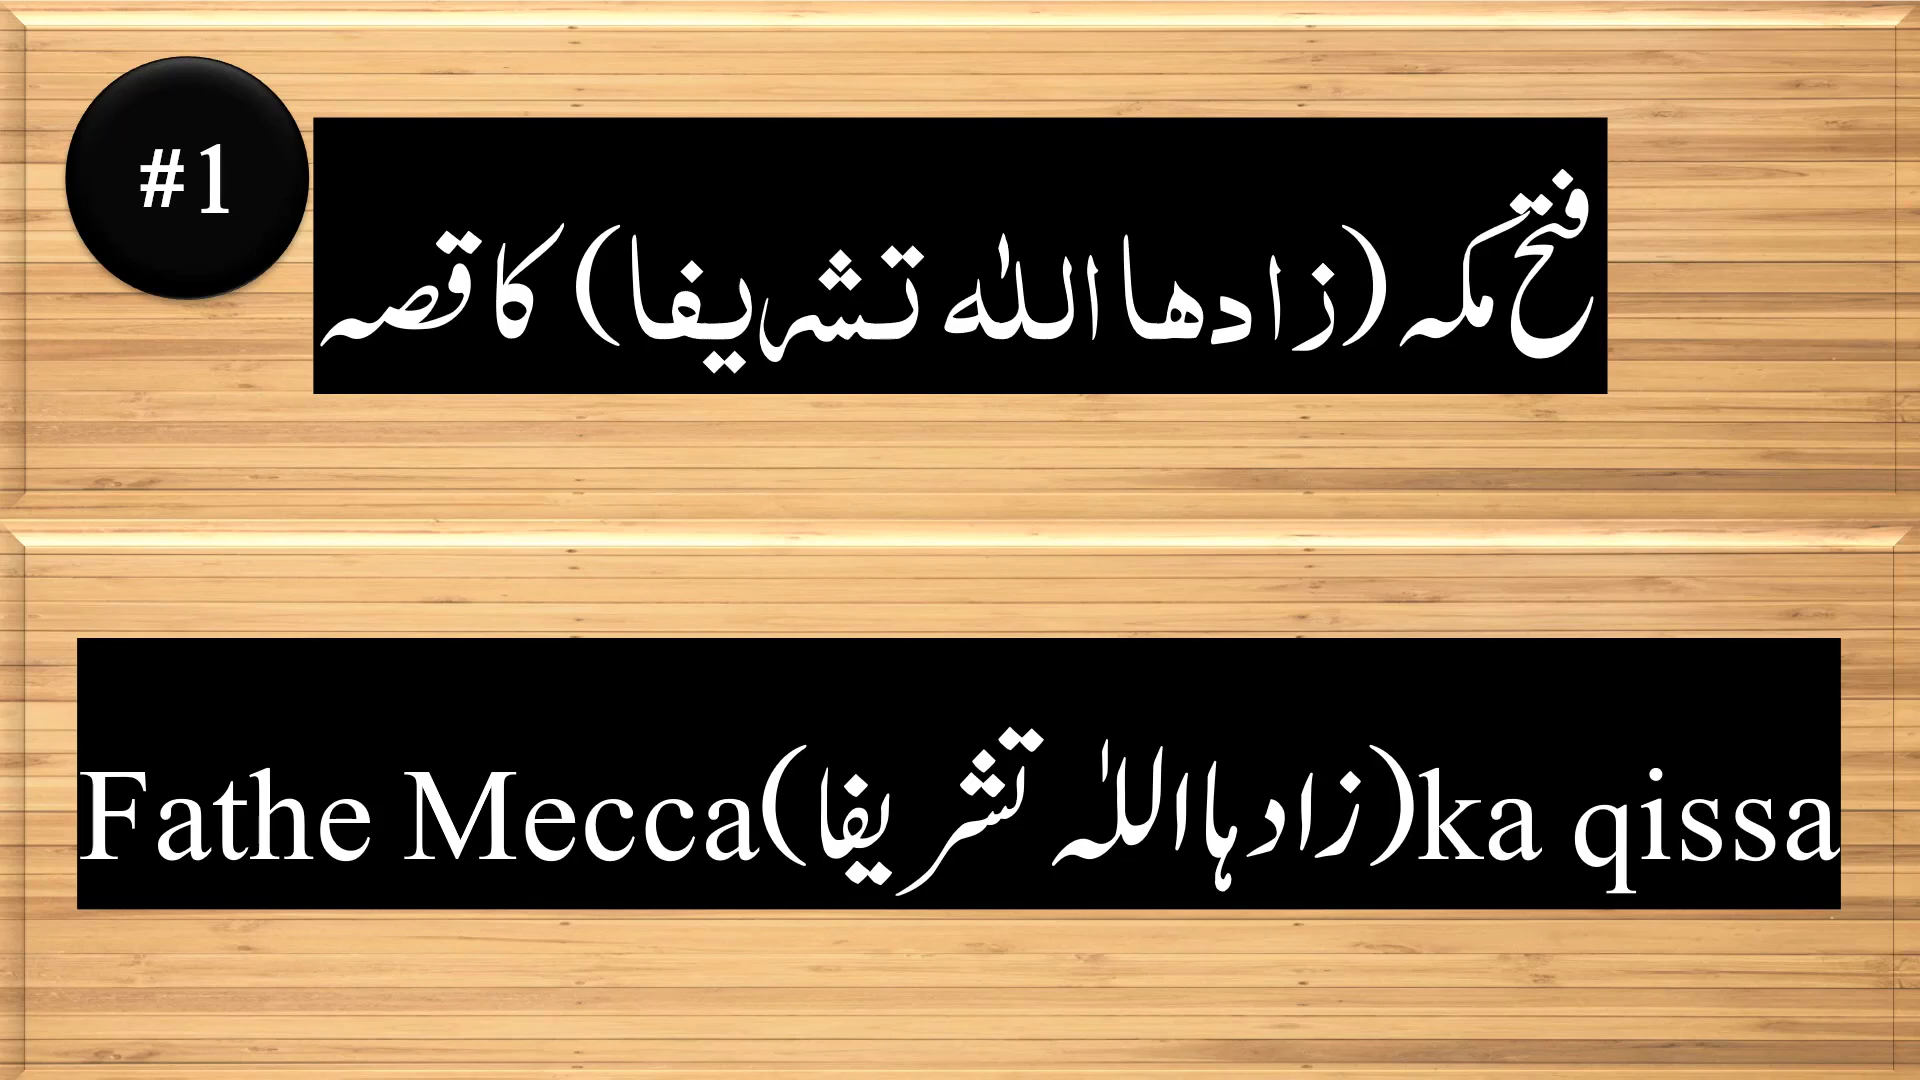 #1
فتح مکہ (زادھا اللہ تشریفا) کا قصہ
Fathe Mecca(زادہا اللہ تشریفا)ka qissa